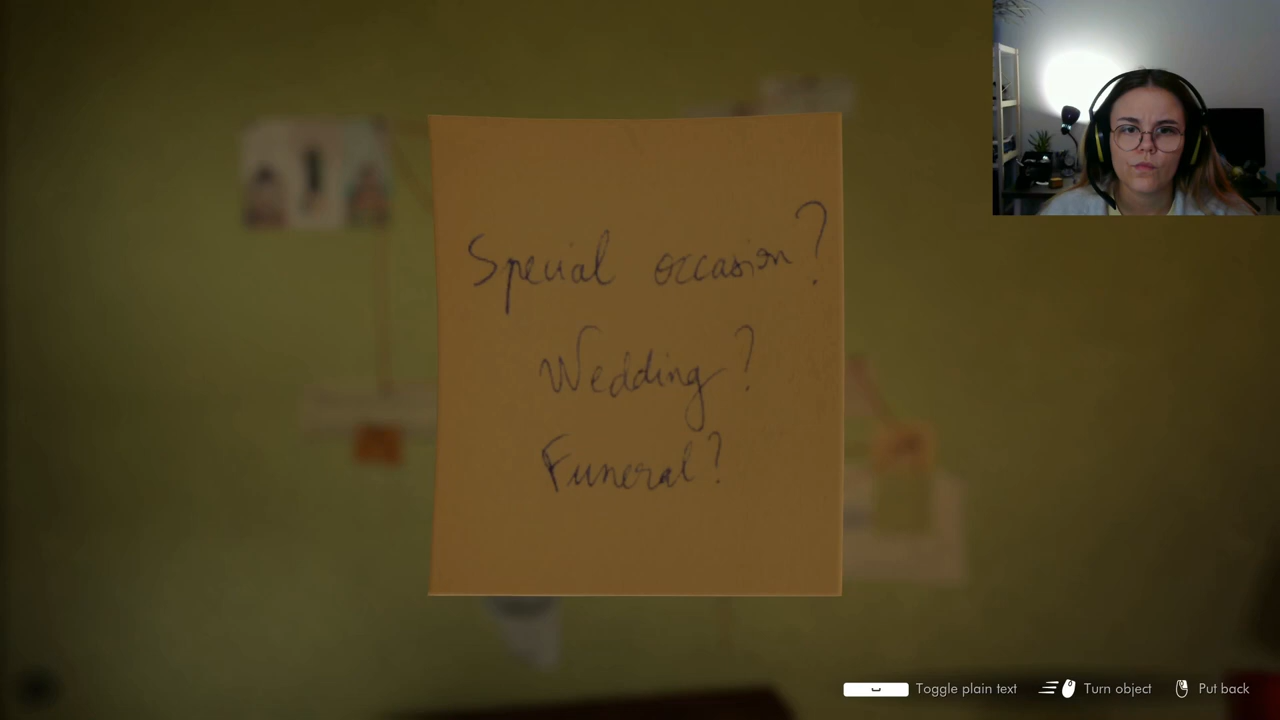 Special occasion?
Wedding?
Funeral?
Toggle plain text
Turn object
Put back